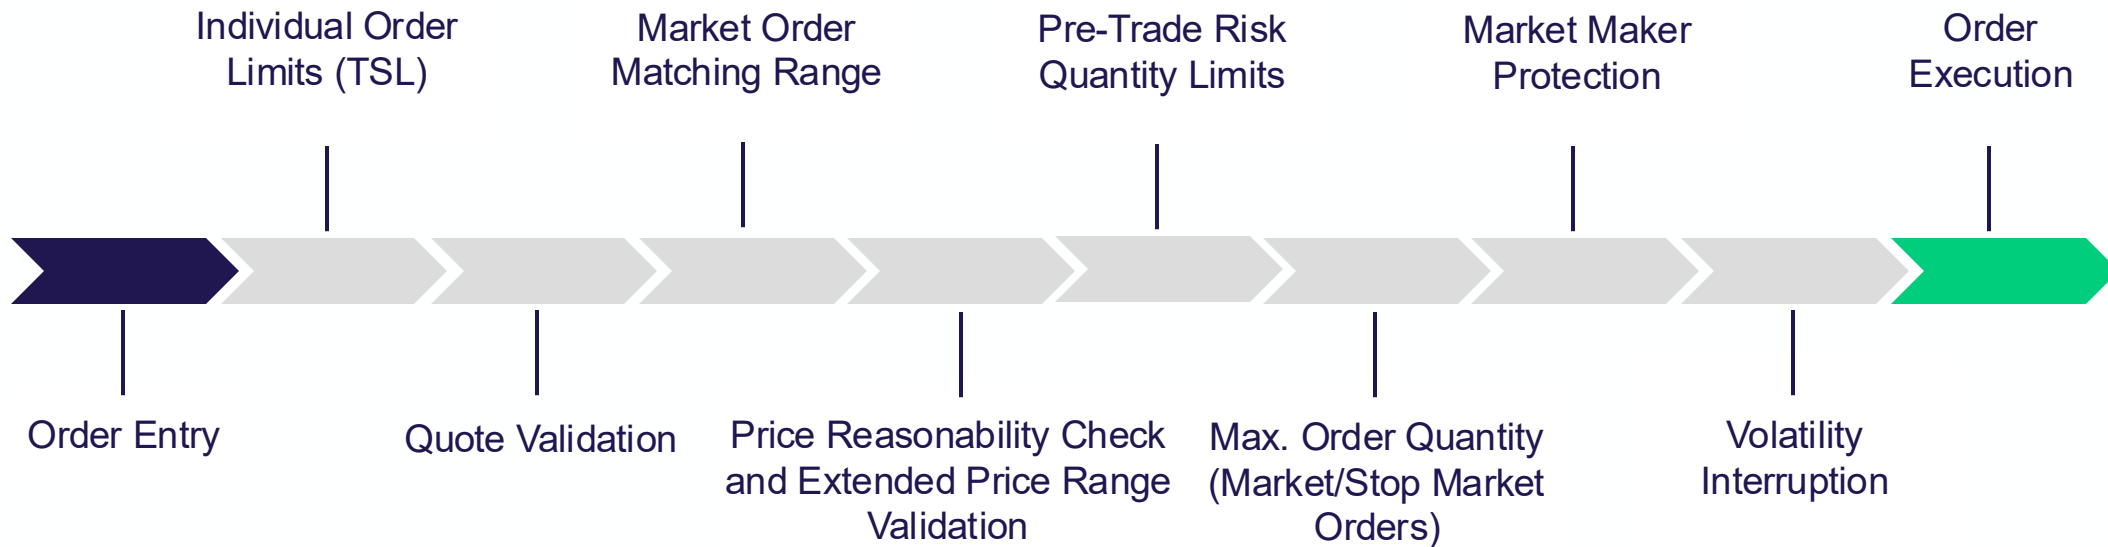 Individual Order
Limits (TSL)
Market Order
Matching Range
Pre-Trade Risk
Quantity Limits
Market Maker
Protection
Order
Execution
Order Entry
Quote Validation
Price Reasonability Check
and Extended Price Range
Validation
Max. Order Quantity
(Market/Stop Market
Orders)
Volatility
Interruption